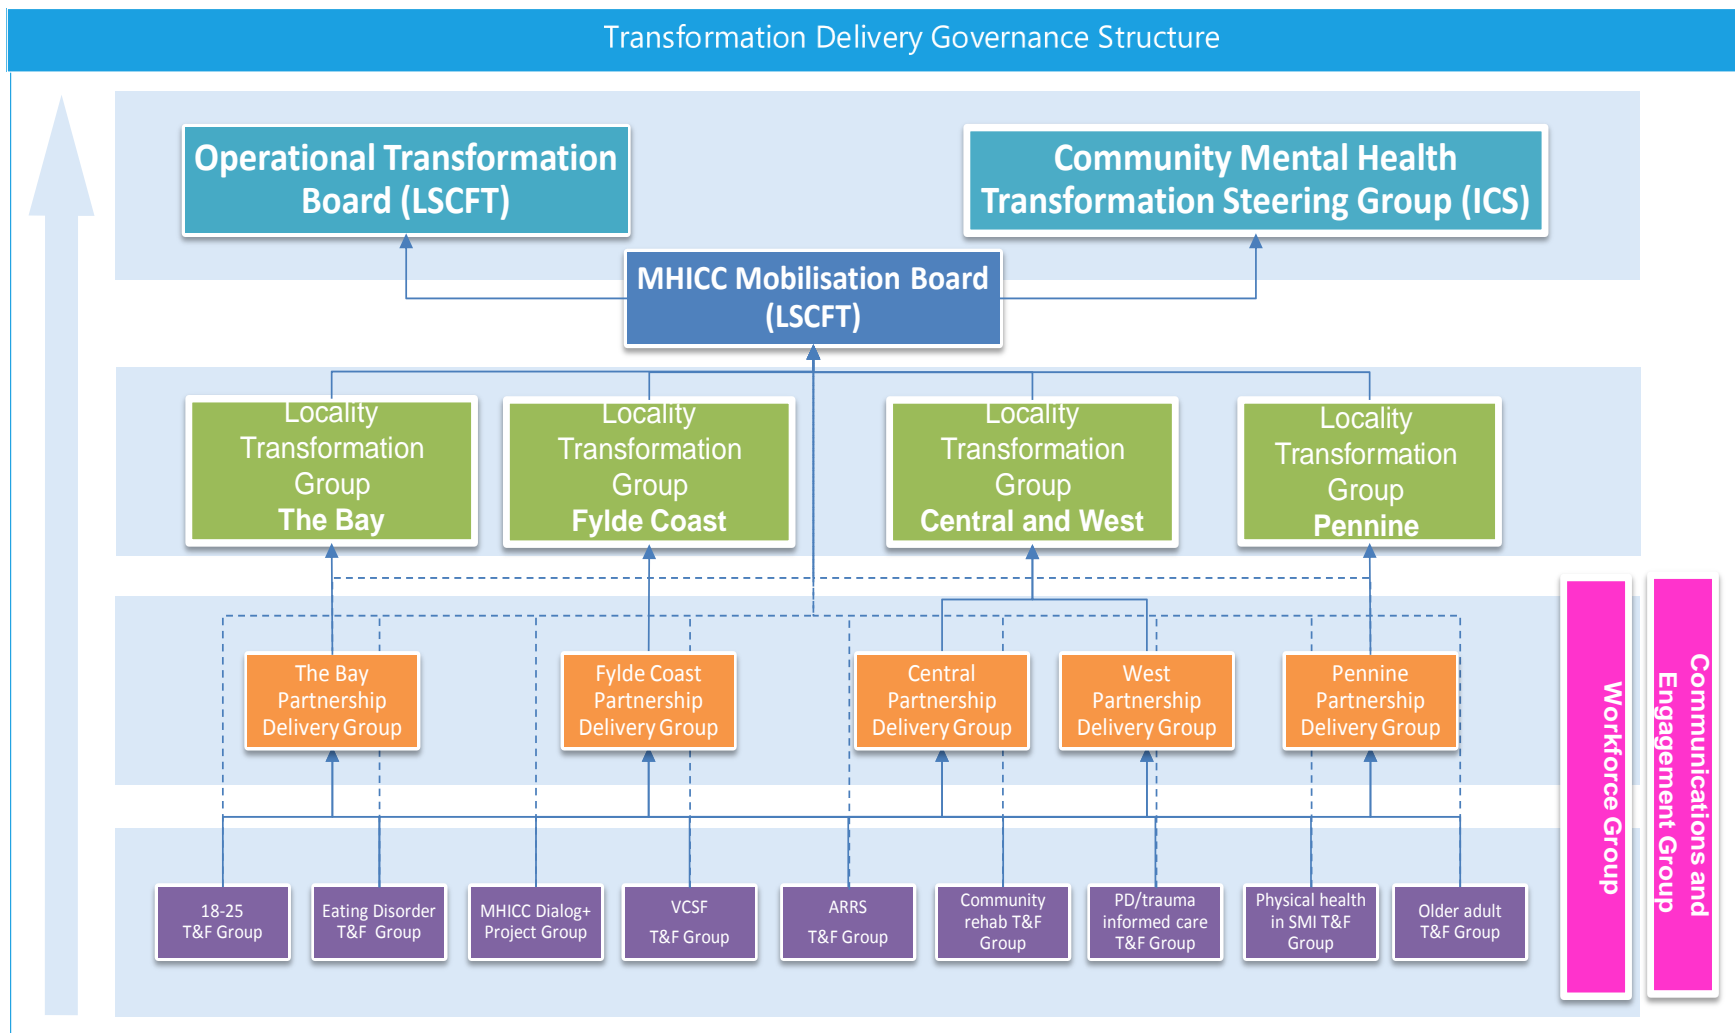 Transformation Delivery Governance Structure
Operational Transformation
Board (LSCFT)
Community Mental Health
Transformation Steering Group (ICS)
MHICC Mobilisation Board
(LSCFT)
Locality
Transformation
Group
The Bay
Locality
Transformation
Group
Fylde Coast
Locality
Transformation
Group
Central and West
Locality
Transformation
Group
Pennine
The Bay
Partnership
Delivery Group
Fylde Coast
Partnership
Delivery Group
Central
Partnership
Delivery Group
West
Partnership
Delivery Group
Pennine
Partnership
Delivery Group
18-25
T&F Group
Eating Disorder
T&F Group
MHICC Dialog+
Project Group
VCSF
T&F Group
ARRS
T&F Group
Community
rehab T&F
Group
PD/trauma
informed care
T&F Group
Physical health
in SMI T&F
Group
Older adult
T&F Group
Workforce Group
Communications and
Engagement Group